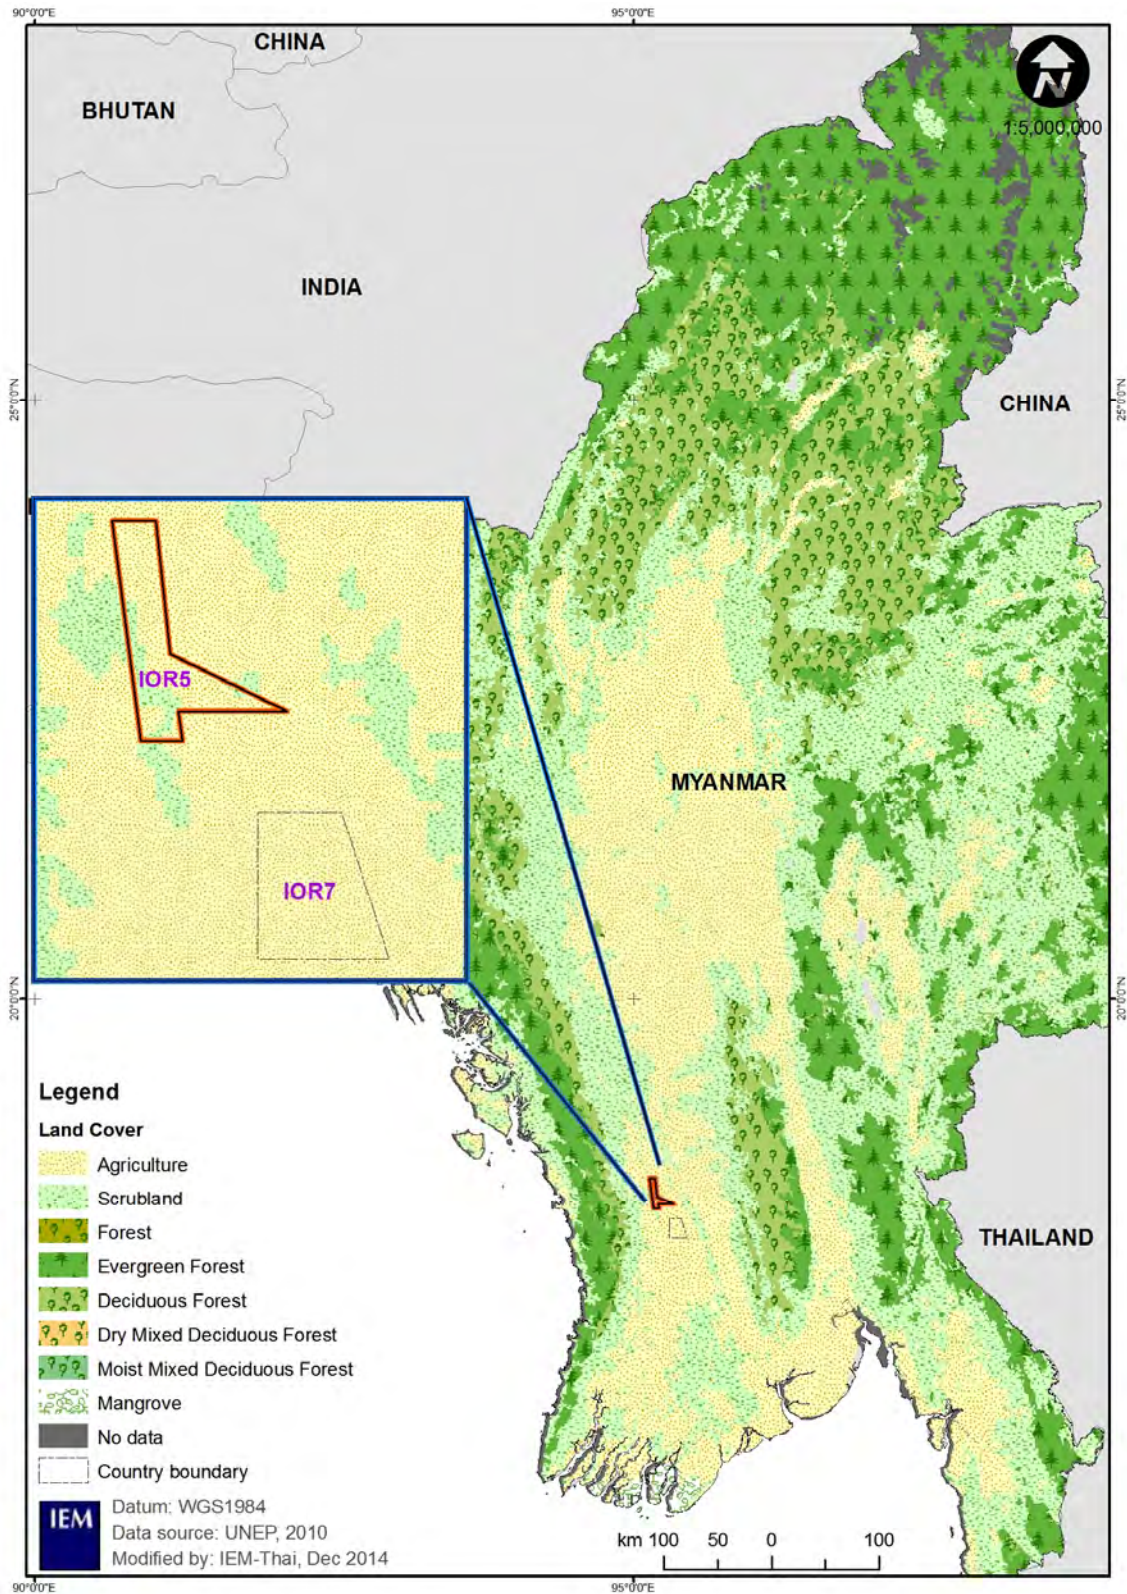 90°0'0"E
95°0'0"E
CHINA
BHUTAN
N
1:5,000,000
INDIA
25°0'0"N
CHINA
25°0'0"N
IOR5
MYANMAR
IOR7
20°0'0"N
20°0'0"N
THAILAND
Legend
Land Cover
Agriculture
Scrubland
Forest
Evergreen Forest
Deciduous Forest
Dry Mixed Deciduous Forest
Moist Mixed Deciduous Forest
Mangrove
No data
Country boundary
IEM
Datum: WGS1984
Data source: UNEP, 2010
Modified by: IEM-Thai, Dec 2014
km 100 50 0 100
90°0'0"E
95°0'0"E